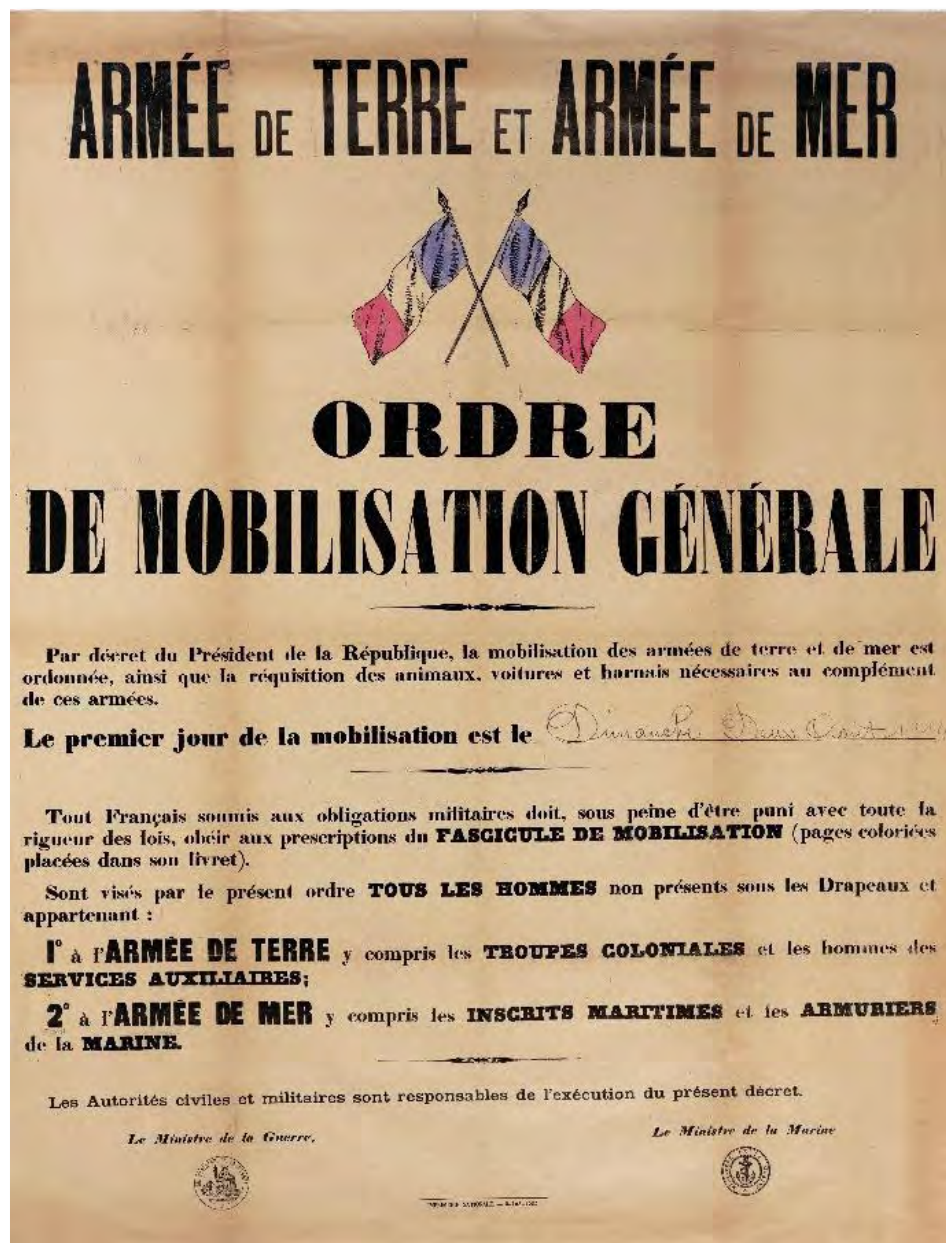 ARMÉE DE TERRE ET ARMÉE DE MER
ORDRE
DE MOBILISATION GÉNÉRALE
Par décret du Président de la République, la mobilisation des armées de terre et de mer est
ordonnée, ainsi que la réquisition des animaux, voitures et harnais nécessaires au complément
de ces armées.
Le premier jour de la mobilisation est le Dimanche Deux Août
Tout Français soumis aux obligations militaires doit, sous peine d'être puni avec toute la
rigueur des lois, obéir aux prescriptions du FASCICULE DE MOBILISATION (pages coloriées
placées dans son livret).
Sont visés par le présent ordre TOUS LES HOMMES non présents sous les Drapeaux et
appartenant :
1° à l'ARMÉE DE TERRE y compris les TROUPES COLONIALES et les hommes des
SERVICES AUXILIAIRES;
2° à l'ARMÉE DE MER y compris les INSCRITS MARITIMES et les ARMURIERS
de la MARINE.
Les Autorités civiles et militaires sont responsables de l'exécution du présent décret.
Le Ministre de la Guerre,
Le Ministre de la Marine